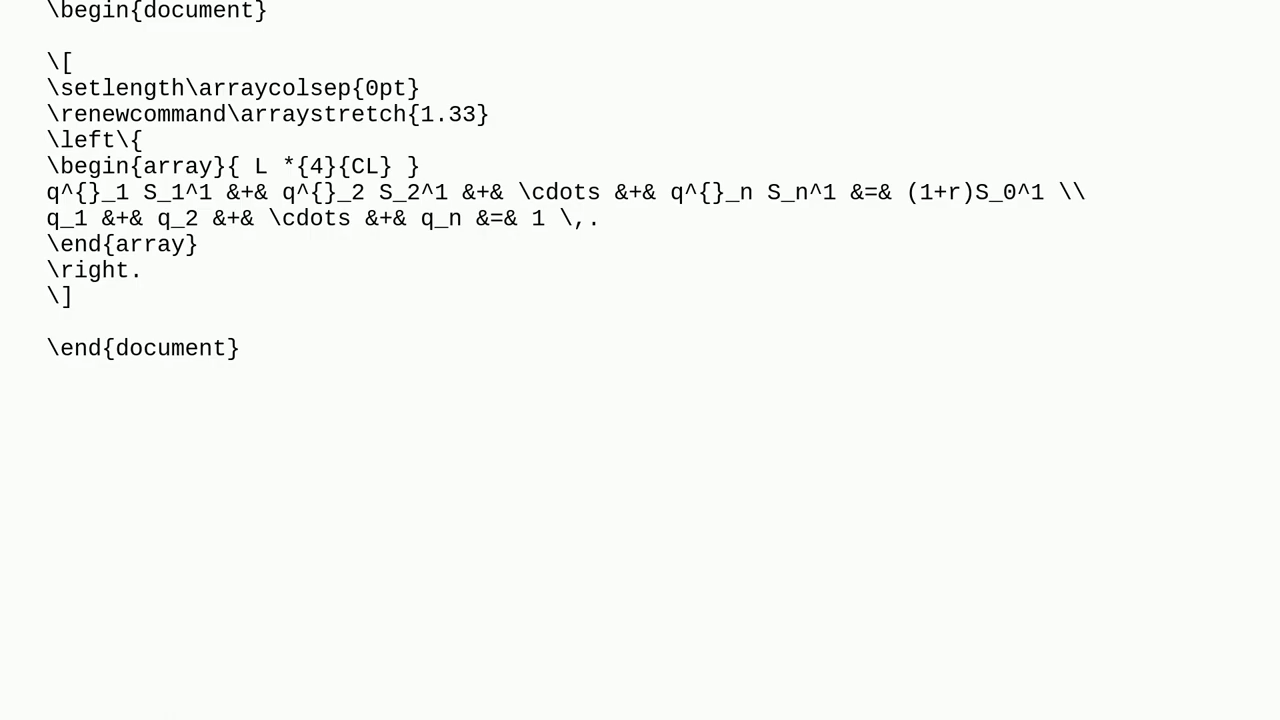 \begin{document}
\[
\setlength\arraycolsep{0pt}
\renewcommand\arraystretch{1.33}
\left\{
\begin{array}{ L *{4}{CL} }
q^{}_1 S_1^1 &+& q^{}_2 S_2^1 &+& \cdots &+& q^{}_n S_n^1 &=& (1+r)S_0^1 \\
q_1 &+& q_2 &+& \cdots &+& q_n &=& 1 \,.
\end{array}
\right.
\]
\end{document}